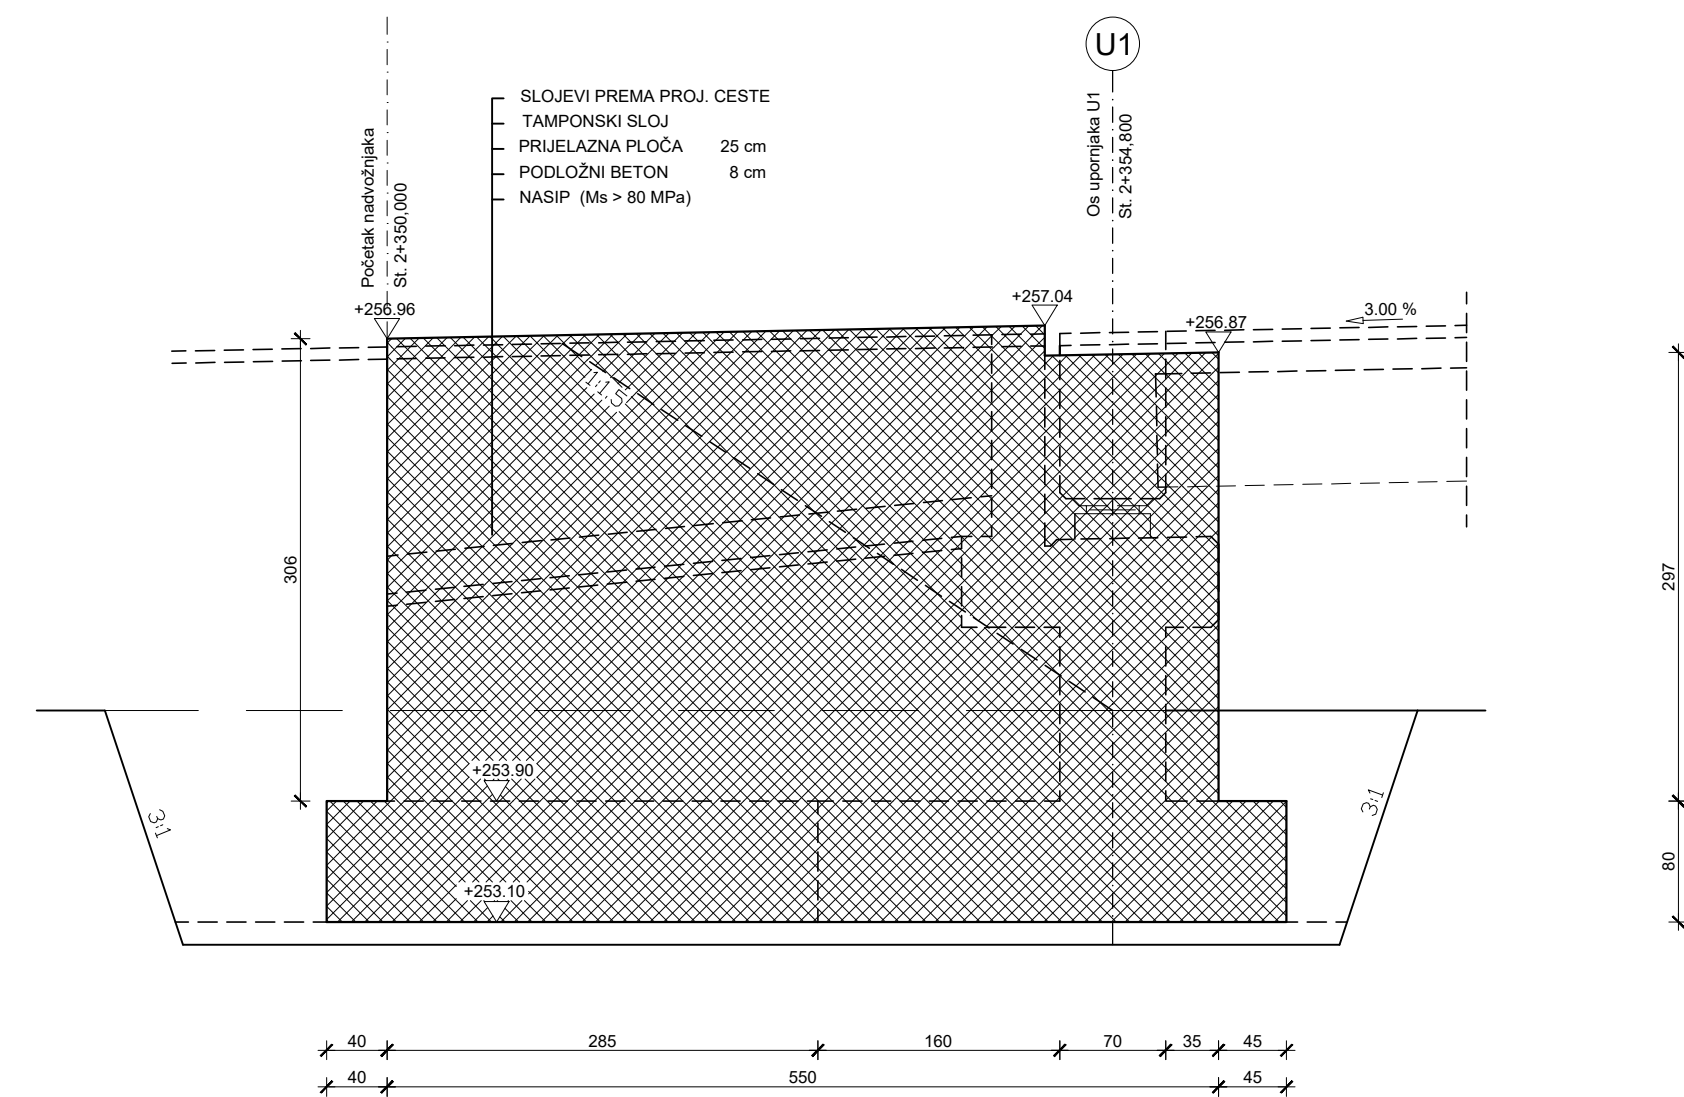 U1
SLOJEVI PREMA PROJ. CESTE
TAMPONSKI SLOJ
PRIJELAZNA PLOČA 25 cm
PODLOŽNI BETON 8 cm
NASIP (Ms > 80 MPa)
Početak nadvožnjaka
St. 2+350,000
Os upornjaka U1
St. 2+354,800
+256.96
+257.04
+256.87
3.00 %
1:1,5
306
297
+253.90
3:1
3:1
80
+253.10
40 285 160 70 35 45
40 550 45